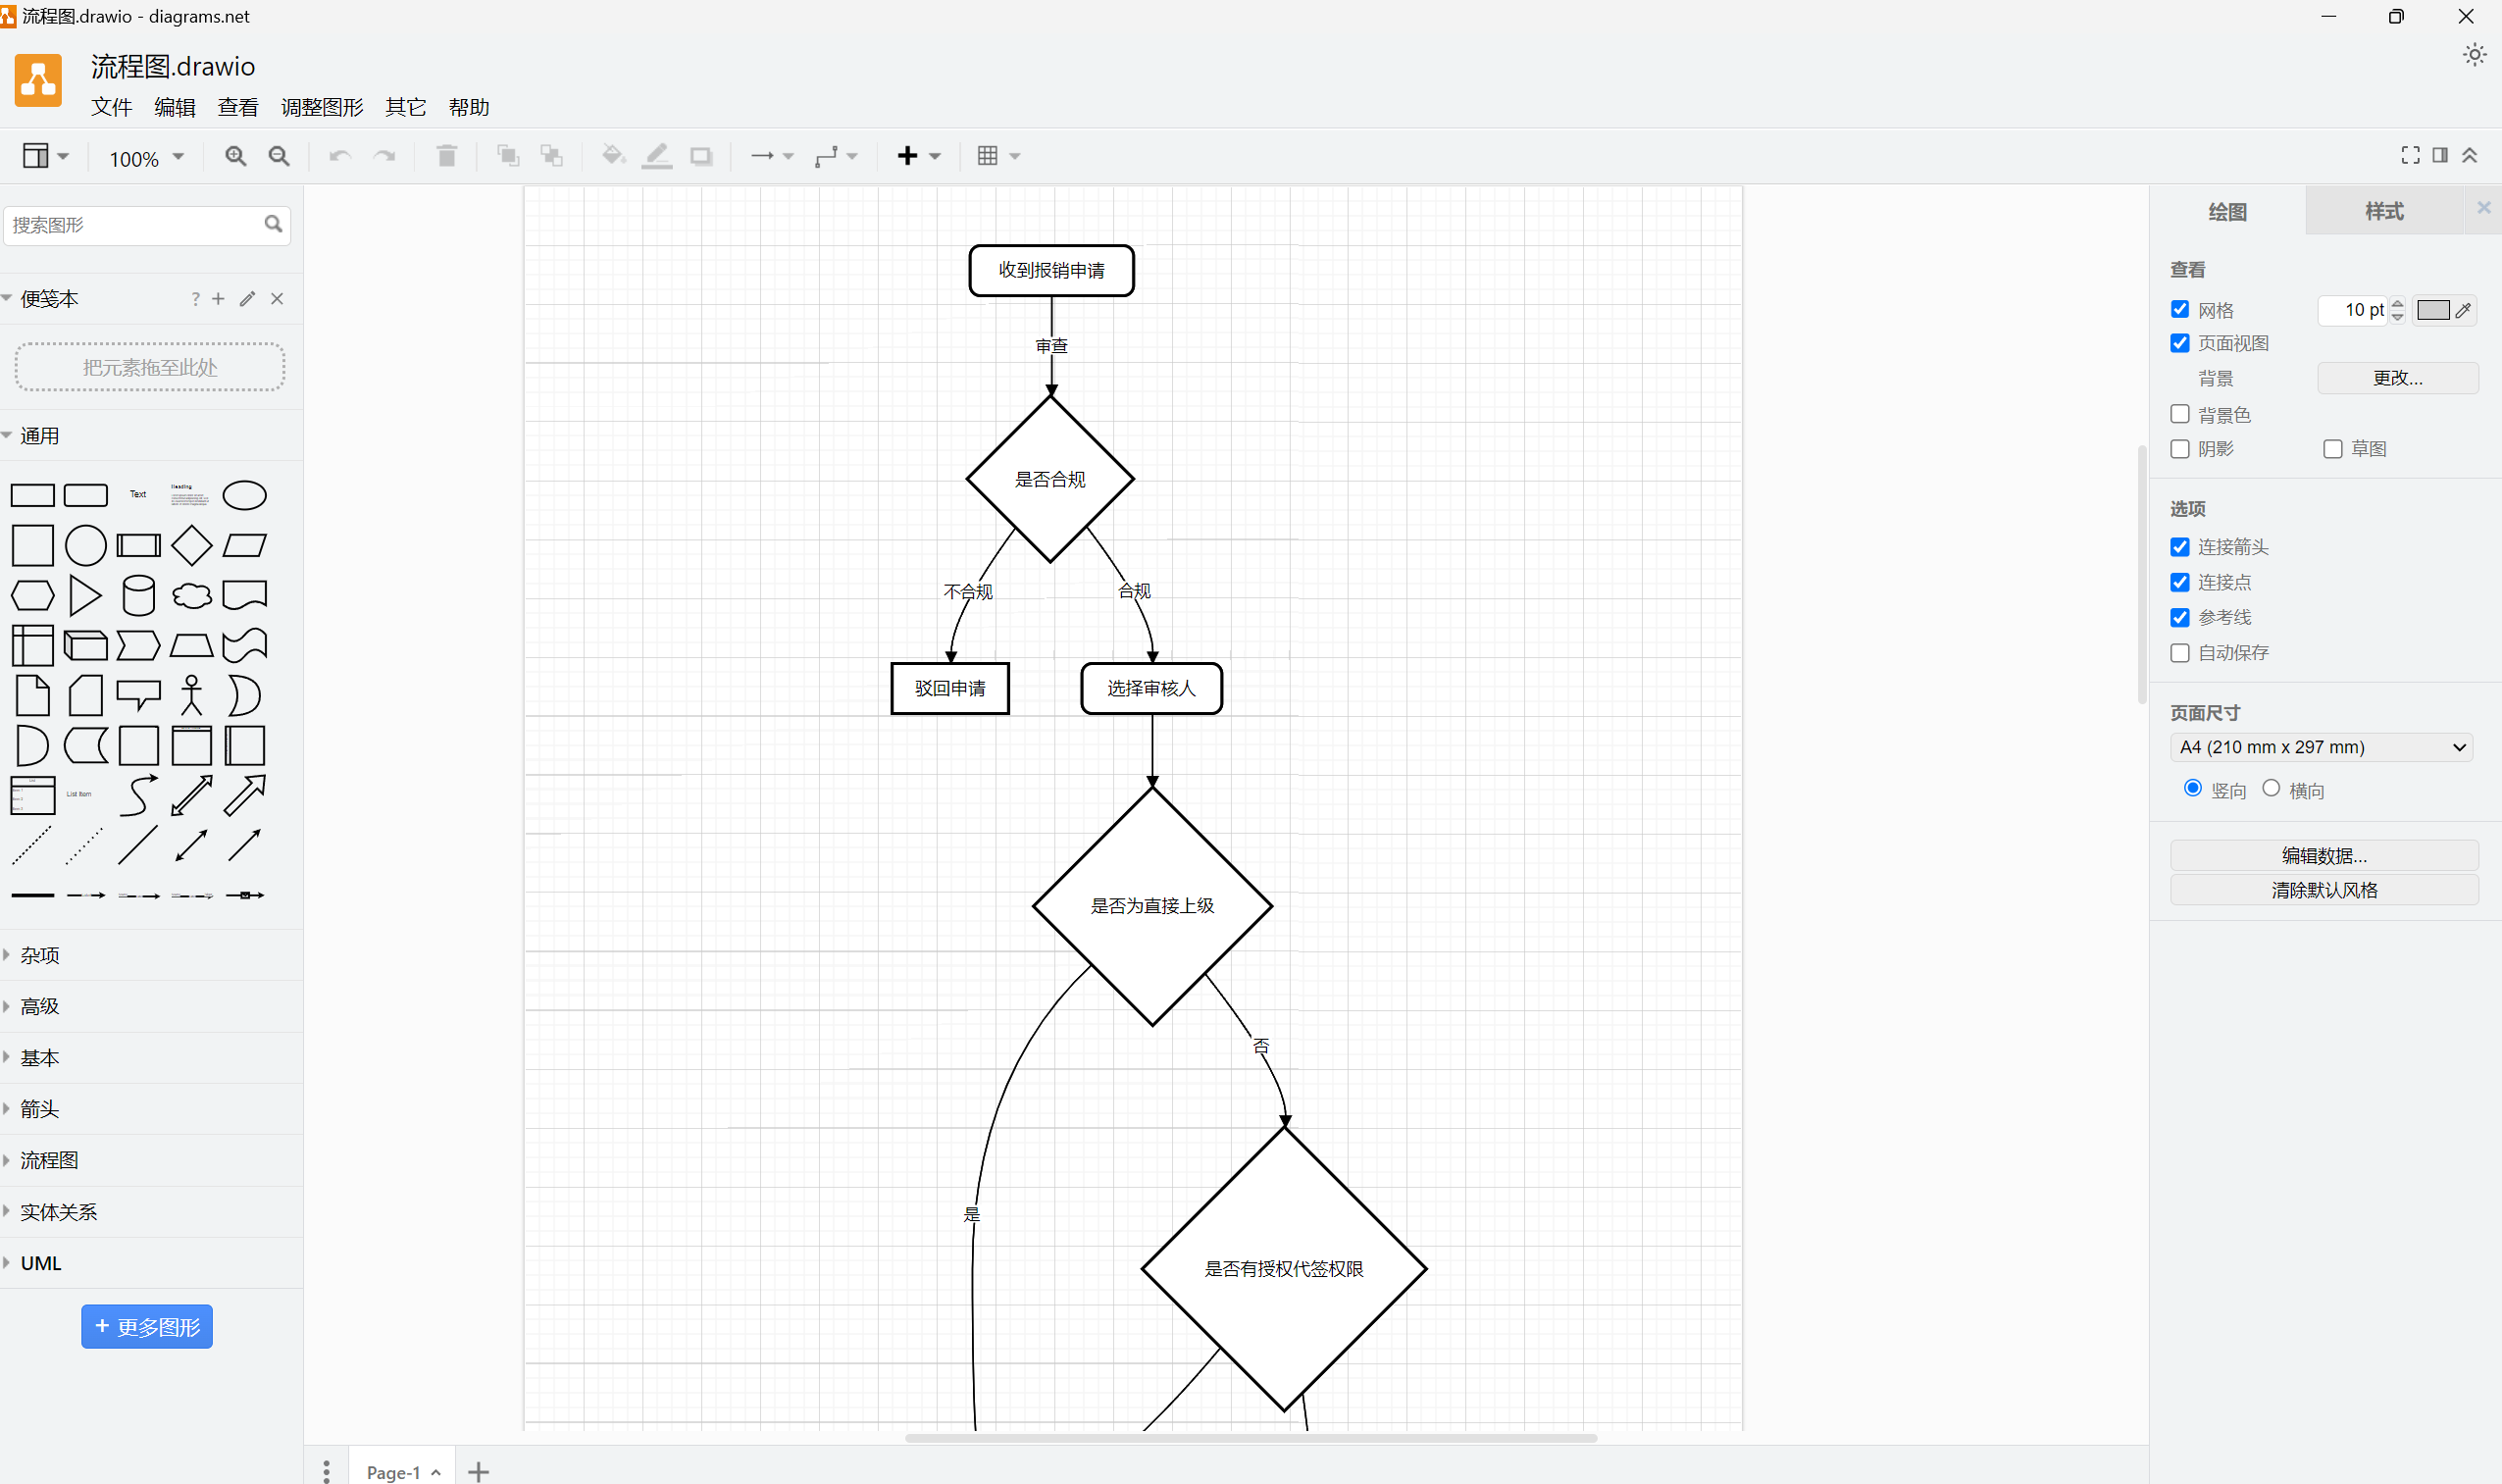 流程图.drawio - diagrams.net
流程图.drawio
文件 编辑 查看 调整图形 其它 帮助
100%
搜索图形
便笺本 ?
把元素拖至此处
通用
Text
Heading
List Item
杂项
高级
基本
箭头
流程图
实体关系
UML
+ 更多图形
收到报销申请
审查
是否合规
不合规
合规
驳回申请
选择审核人
是否为直接上级
否
是
是否有授权代签权限
Page-1
绘图 样式
查看
网格 10 pt
页面视图
背景 更改...
背景色
阴影 草图
选项
连接箭头
连接点
参考线
自动保存
页面尺寸
A4 (210 mm x 297 mm)
竖向 横向
编辑数据...
清除默认风格